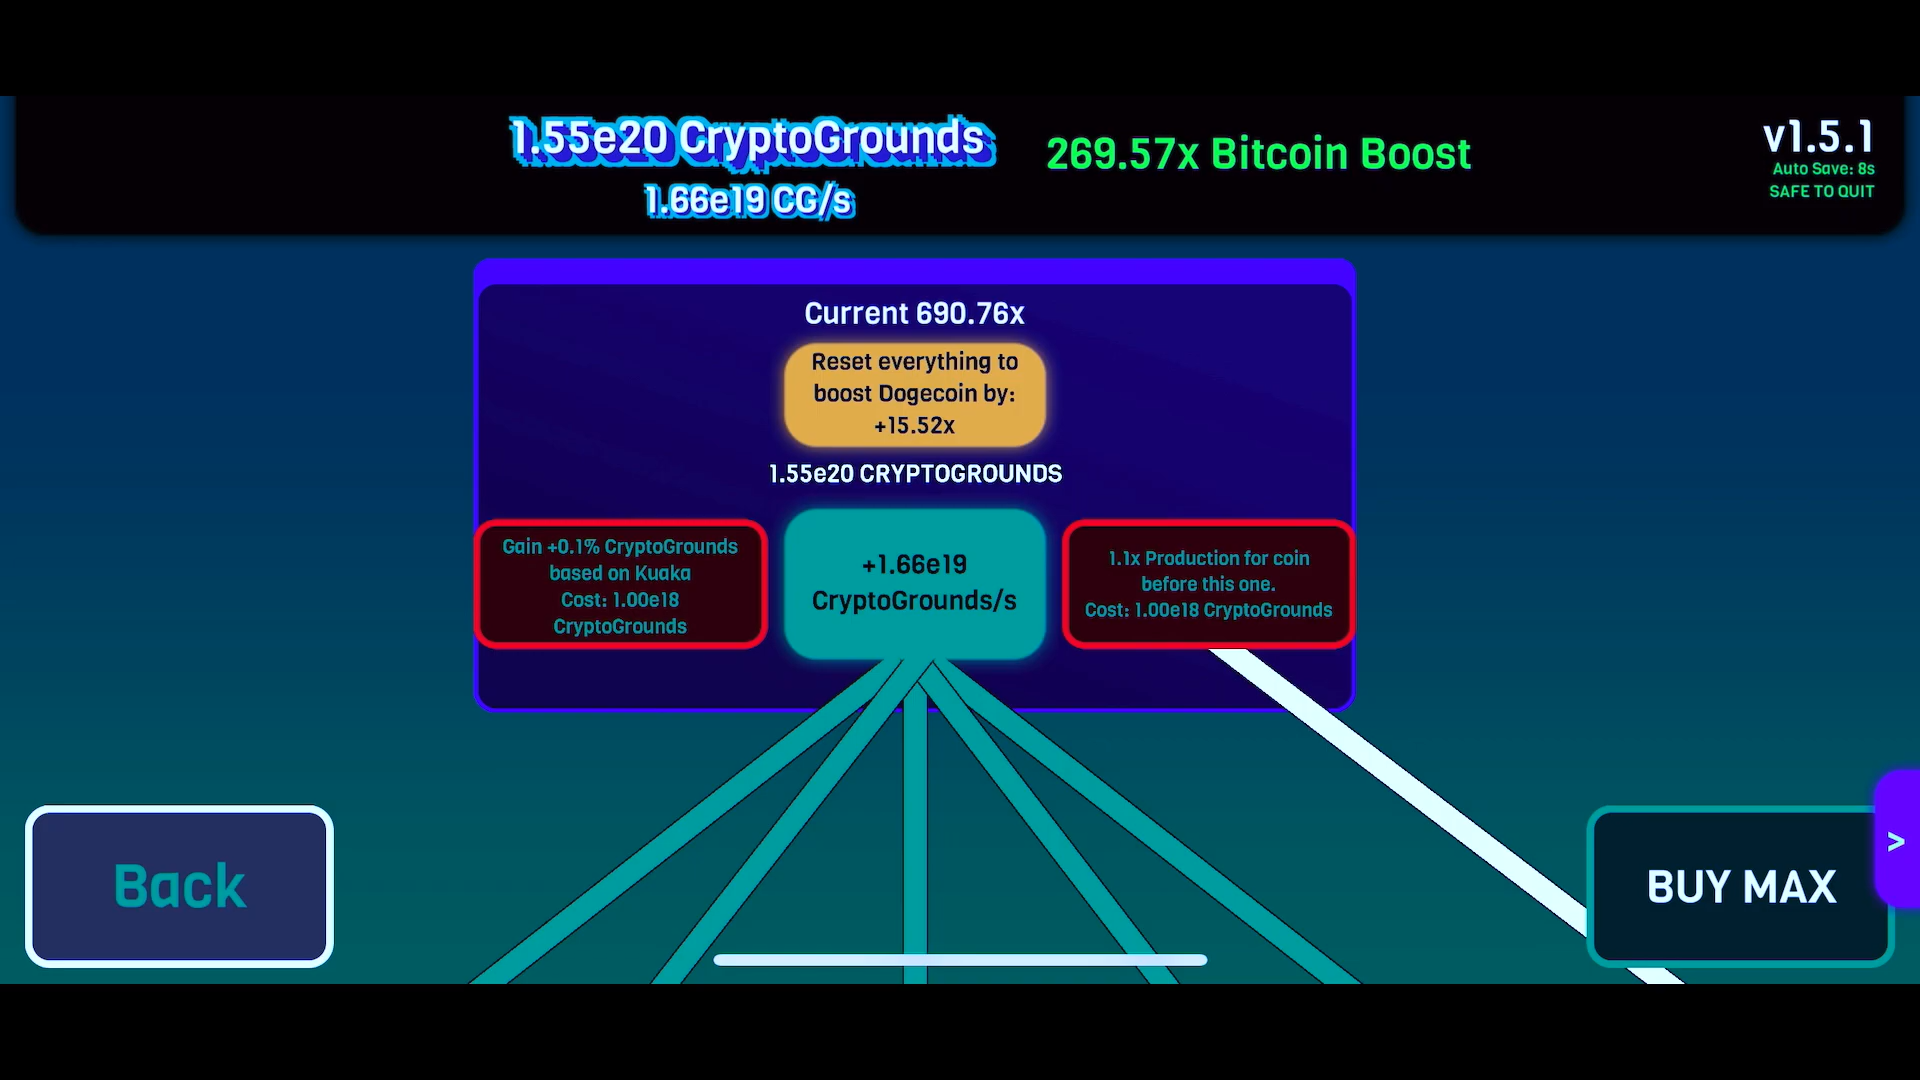 1.55e20 CryptoGrounds
1.66e19 CG/s
269.57x Bitcoin Boost
v1.5.1
Auto Save: 8s
SAFE TO QUIT
Current 690.76x
Reset everything to
boost Dogecoin by:
+15.52x
1.55e20 CRYPTOGROUNDS
Gain +0.1% CryptoGrounds
based on Kuaka
Cost: 1.00e18
CryptoGrounds
+1.66e19
CryptoGrounds/s
1.1x Production for coin
before this one.
Cost: 1.00e18 CryptoGrounds
Back
BUY MAX
>